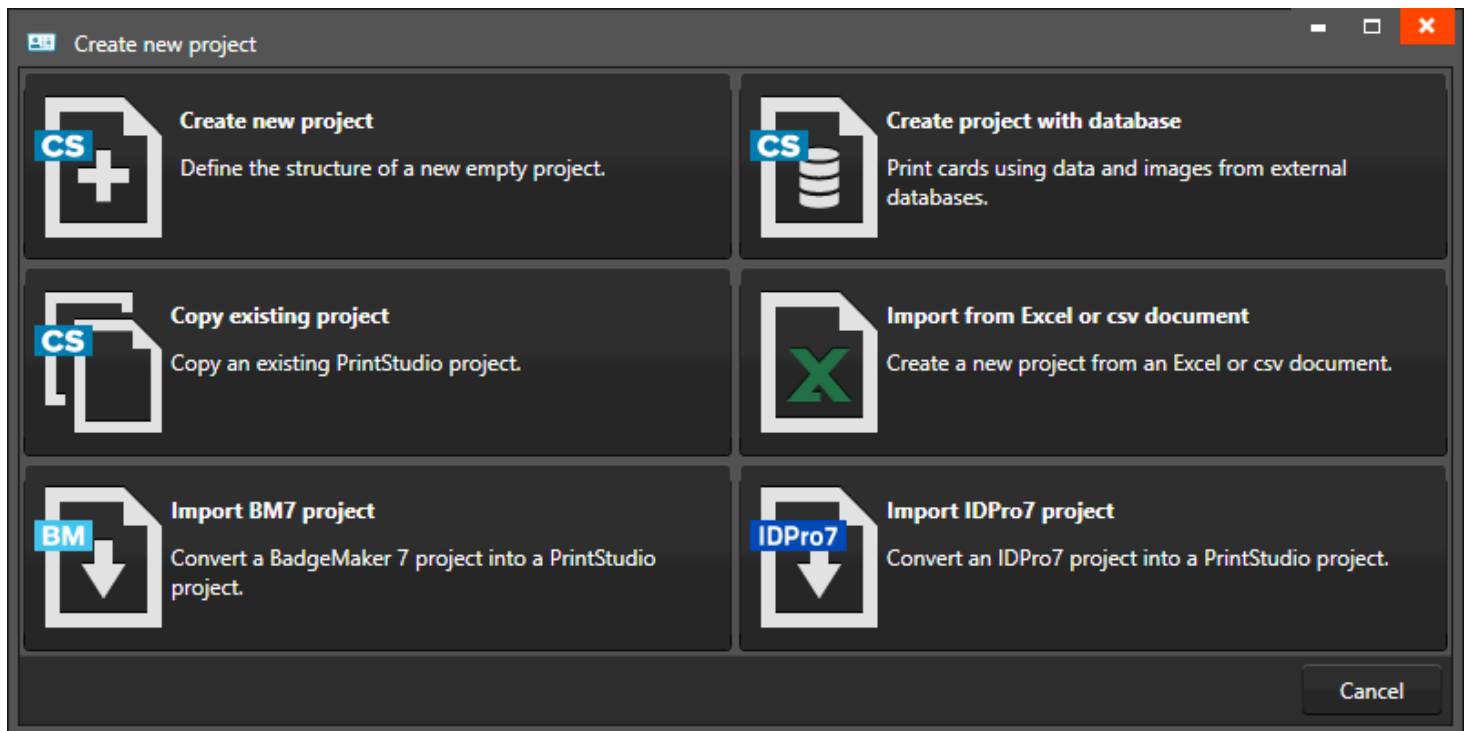 Create new project
CS
Create new project
Define the structure of a new empty project.
CS
Create project with database
Print cards using data and images from external
databases.
CS
Copy existing project
Copy an existing PrintStudio project.
X
Import from Excel or csv document
Create a new project from an Excel or csv document.
BM
Import BM7 project
Convert a BadgeMaker 7 project into a PrintStudio
project.
IDPro7
Import IDPro7 project
Convert an IDPro7 project into a PrintStudio project.
Cancel